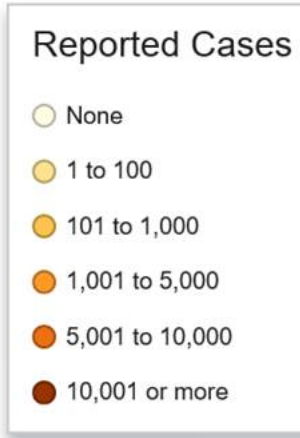 Reported Cases
None
1 to 100
101 to 1,000
1,001 to 5,000
5,001 to 10,000
10,001 or more